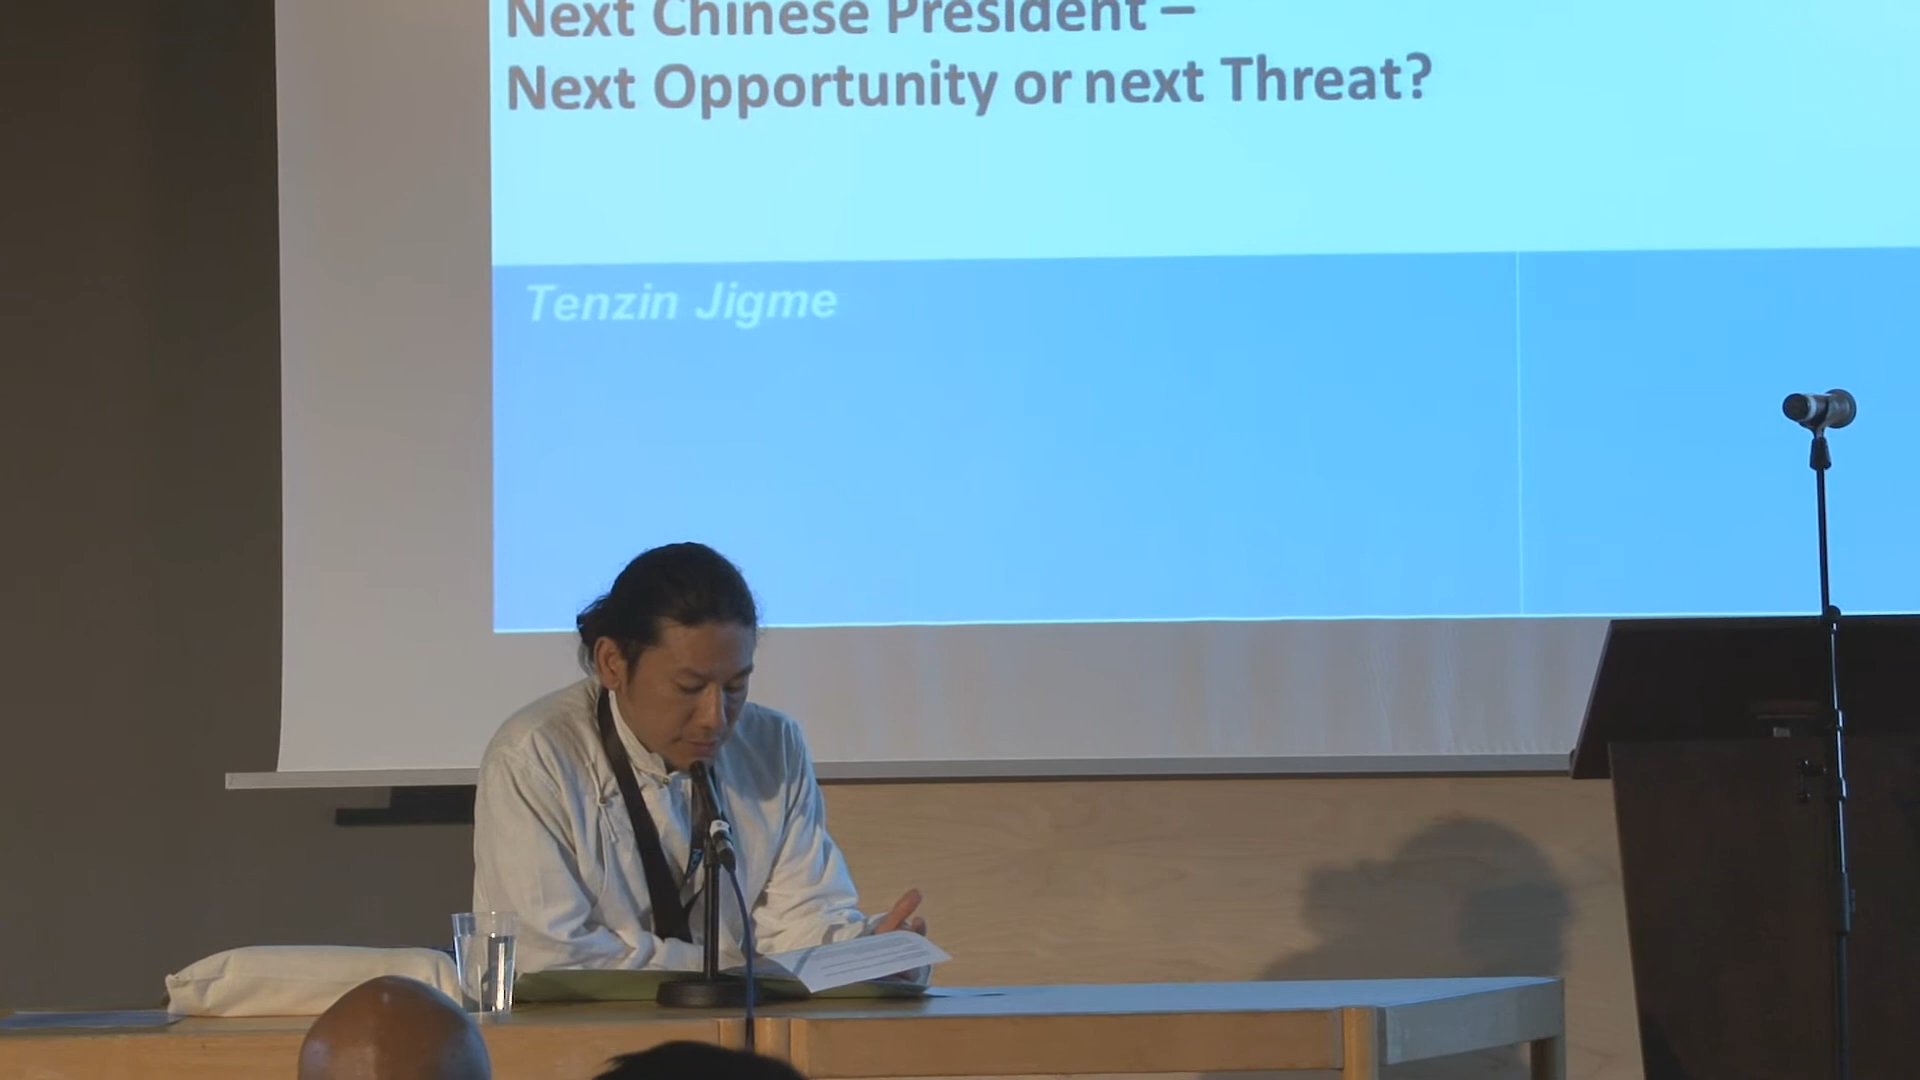 Next Chinese President –
Next Opportunity or next Threat?
Tenzin Jigme